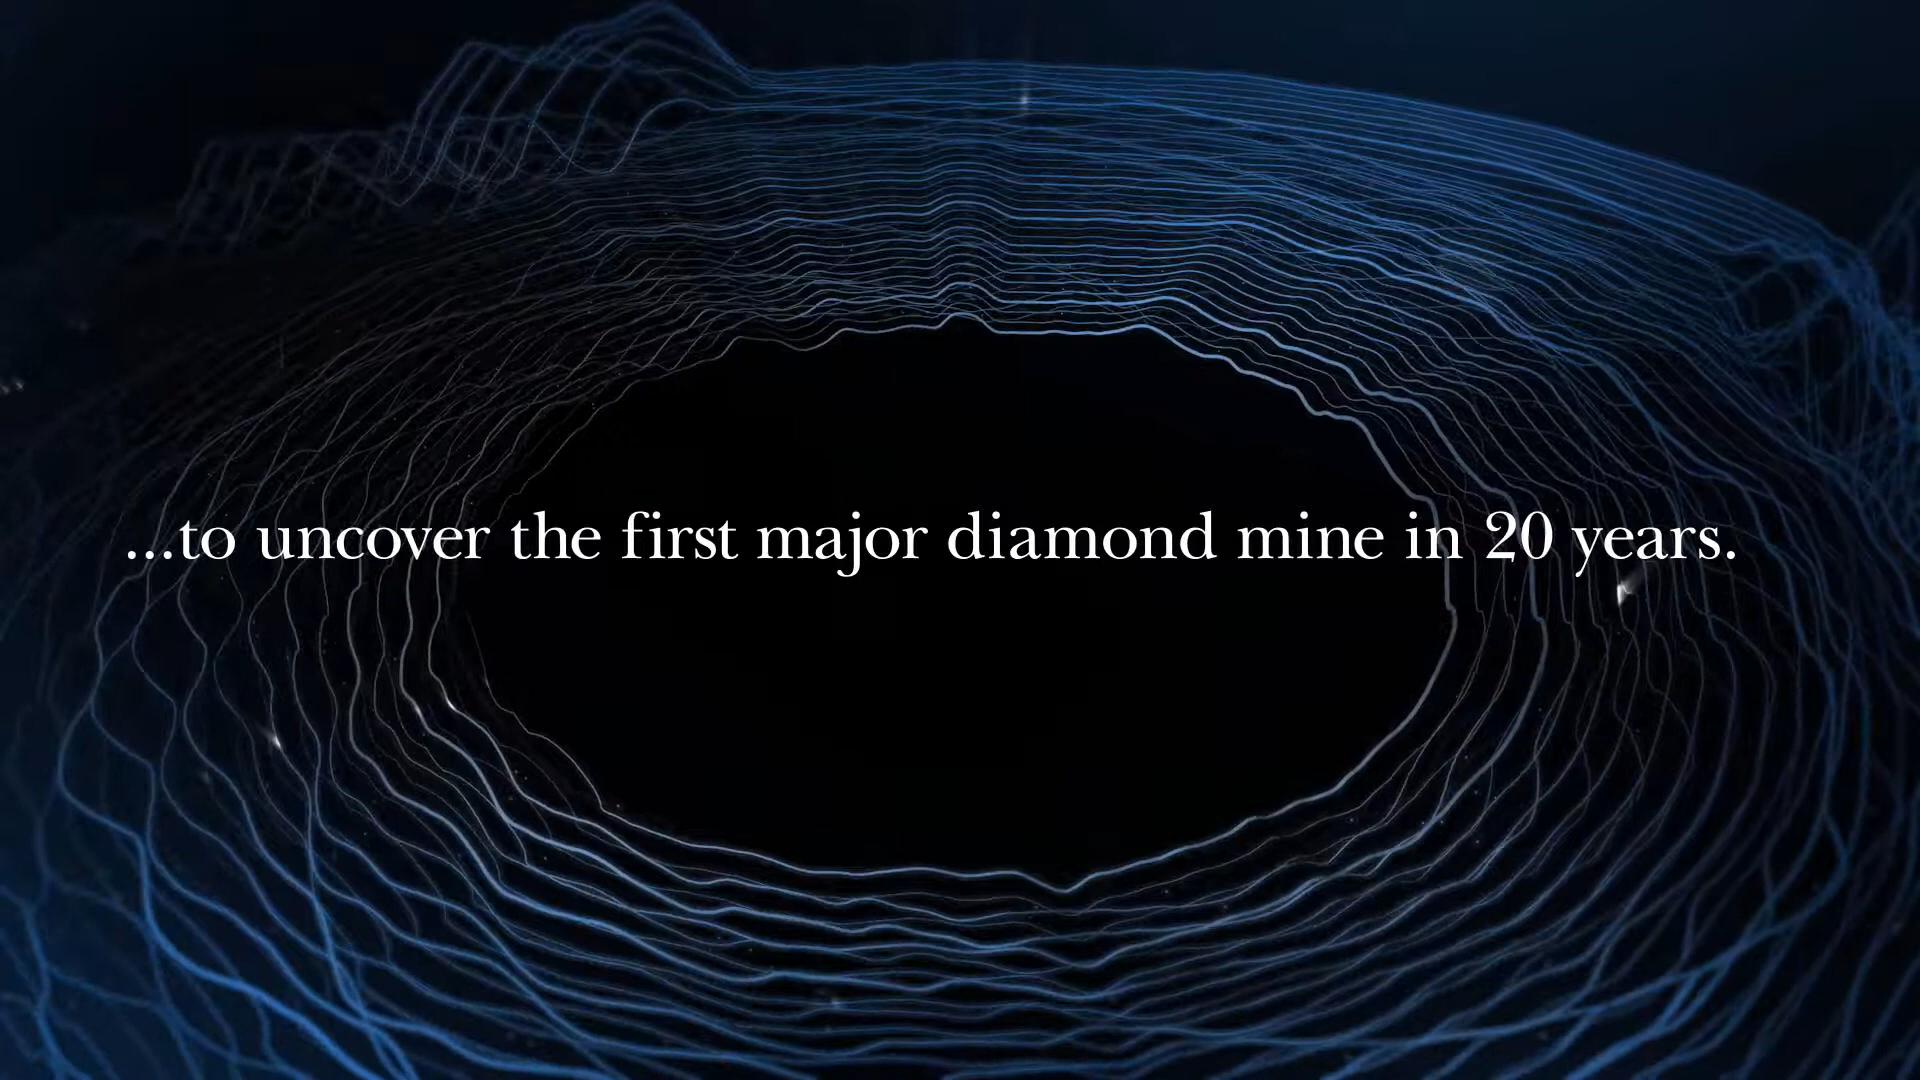 ...to uncover the first major diamond mine in 20 years.